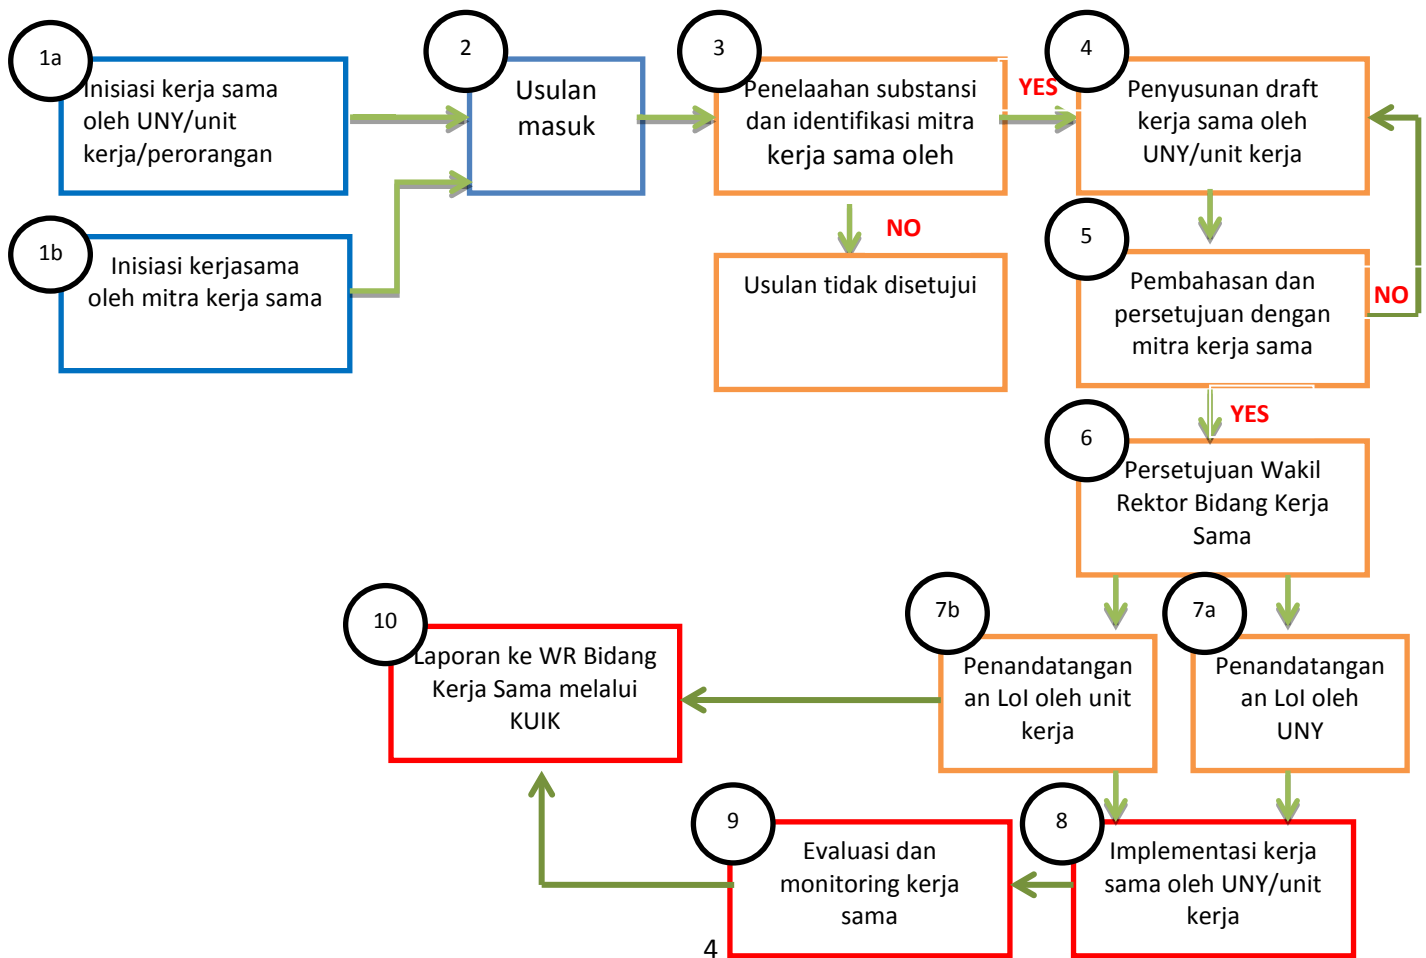 1a
Inisiasi kerja sama
oleh UNY/unit
kerja/perorangan
1b
Inisiasi kerjasama
oleh mitra kerja sama
2
Usulan
masuk
3
Penelaahan substansi
dan identifikasi mitra
kerja sama oleh
YES
NO
Usulan tidak disetujui
4
Penyusunan draft
kerja sama oleh
UNY/unit kerja
5
Pembahasan dan
persetujuan dengan
mitra kerja sama
NO
YES
6
Persetujuan Wakil
Rektor Bidang Kerja
Sama
7b
Penandatangan
an LoI oleh unit
kerja
7a
Penandatangan
an LoI oleh
UNY
8
Implementasi kerja
sama oleh UNY/unit
kerja
9
Evaluasi dan
monitoring kerja
sama
10
Laporan ke WR Bidang
Kerja Sama melalui
KUIK
4